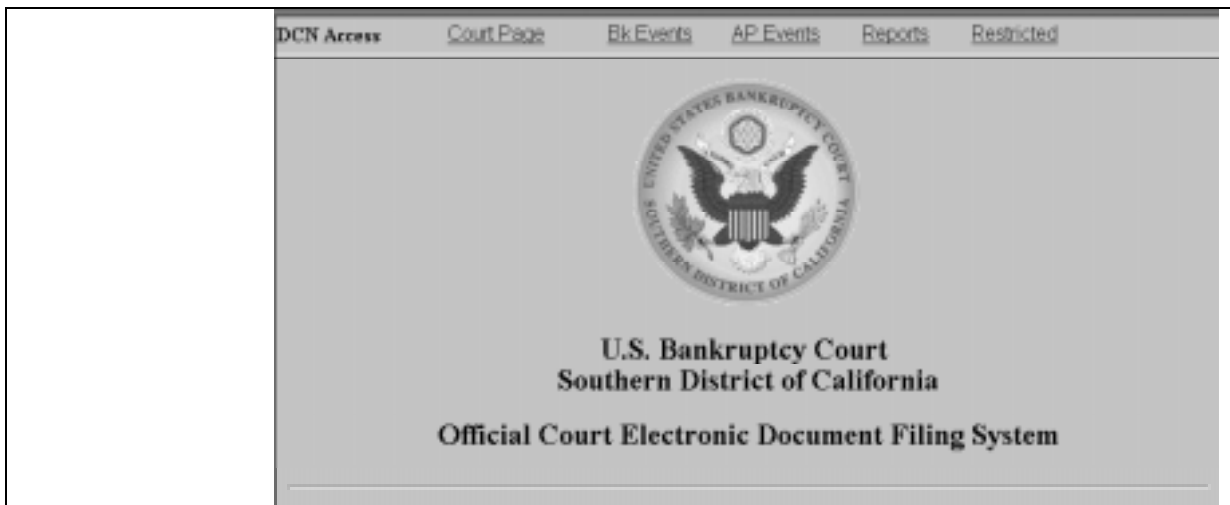 DCN Access Court Page Bk Events AP Events Reports Restricted
UNITED STATES BANKRUPTCY COURT
SOUTHERN DISTRICT OF CALIFORNIA
U.S. Bankruptcy Court
Southern District of California
Official Court Electronic Document Filing System